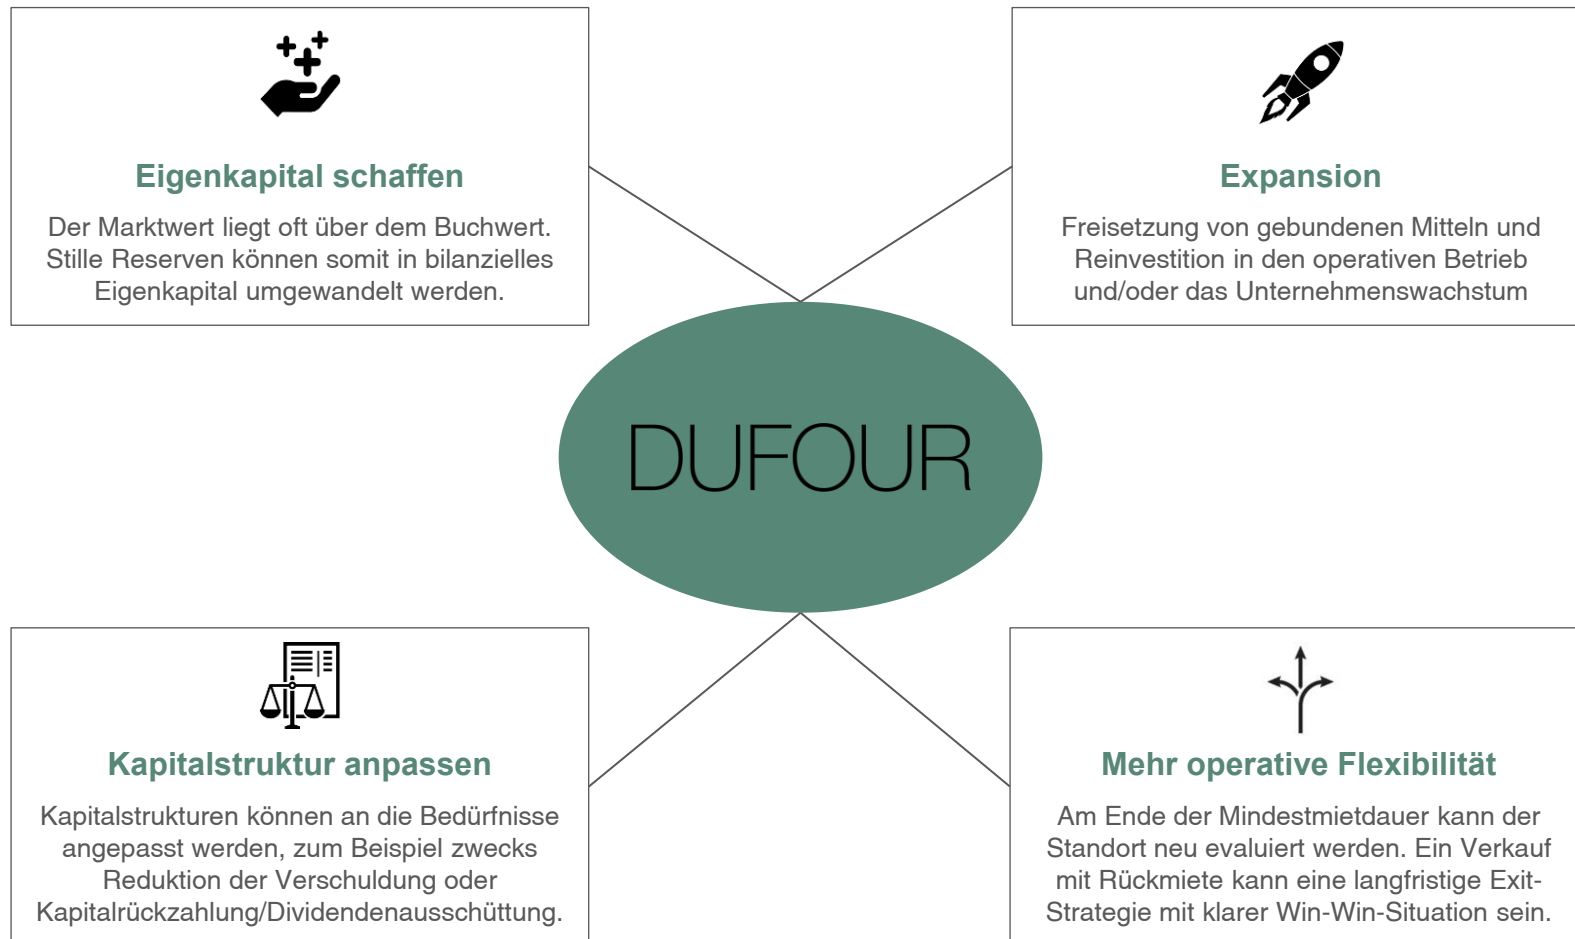 Eigenkapital schaffen
Der Marktwert liegt oft über dem Buchwert.
Stille Reserven können somit in bilanzielles
Eigenkapital umgewandelt werden.
Expansion
Freisetzung von gebundenen Mitteln und
Reinvestition in den operativen Betrieb
und/oder das Unternehmenswachstum
DUFOUR
Kapitalstruktur anpassen
Kapitalstrukturen können an die Bedürfnisse
angepasst werden, zum Beispiel zwecks
Reduktion der Verschuldung oder
Kapitalrückzahlung/Dividendenausschüttung.
Mehr operative Flexibilität
Am Ende der Mindestmietdauer kann der
Standort neu evaluiert werden. Ein Verkauf
mit Rückmiete kann eine langfristige Exit-
Strategie mit klarer Win-Win-Situation sein.